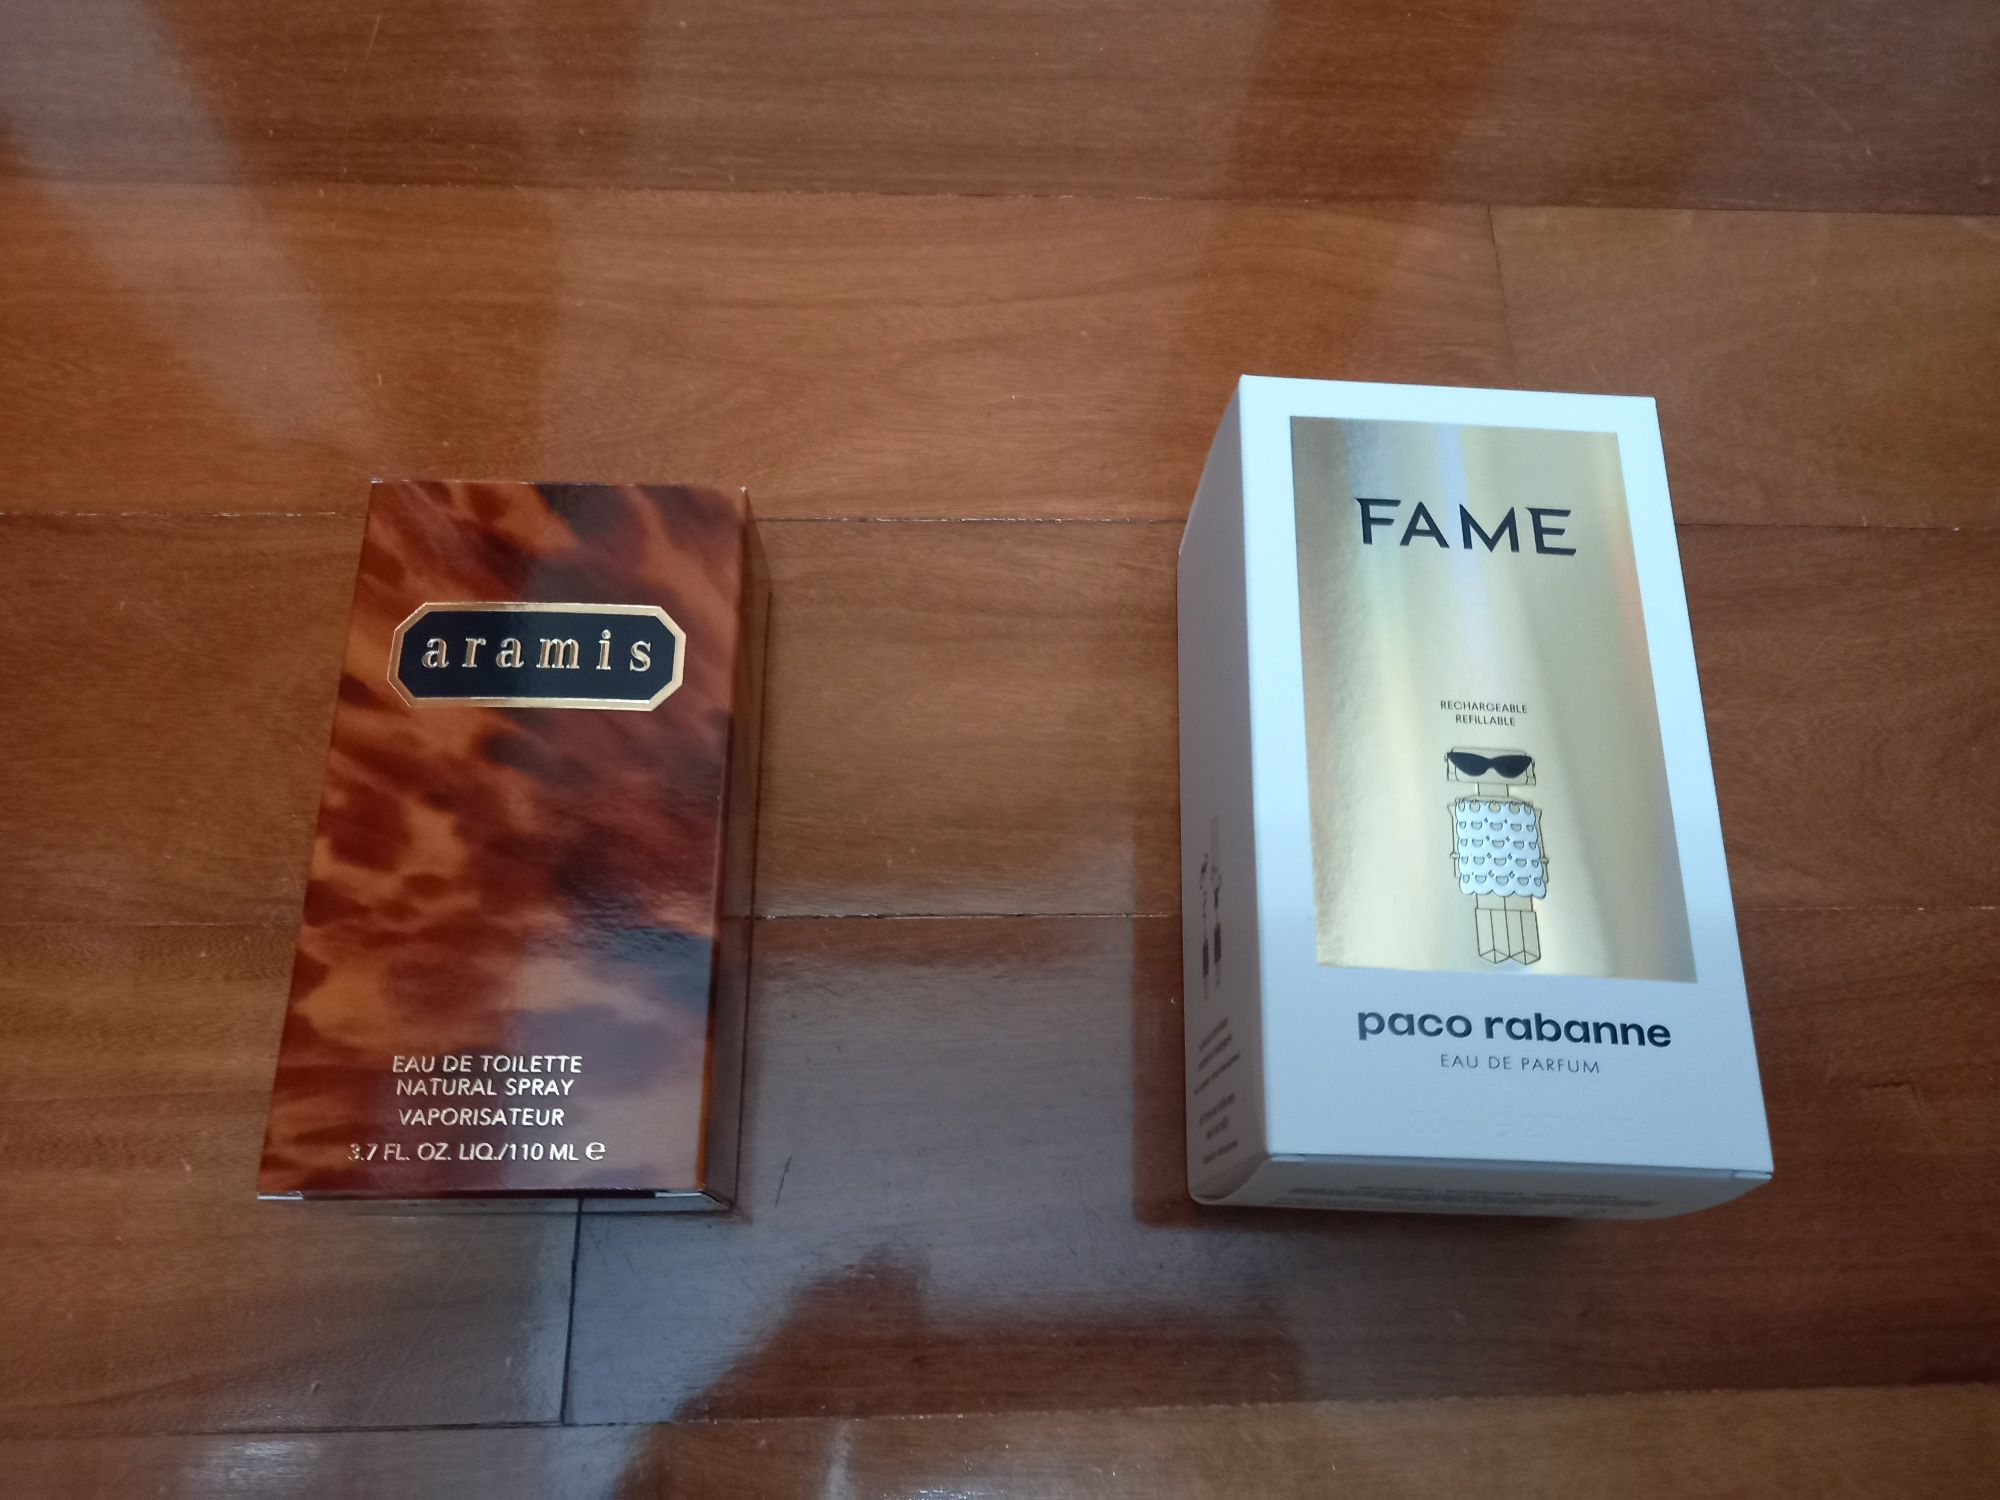 aramis
EAU DE TOILETTE
NATURAL SPRAY
VAPORISATEUR
3.7 FL. OZ. LIQ./110 ML e
FAME
RECHARGEABLE
REFILLABLE
paco rabanne
EAU DE PARFUM